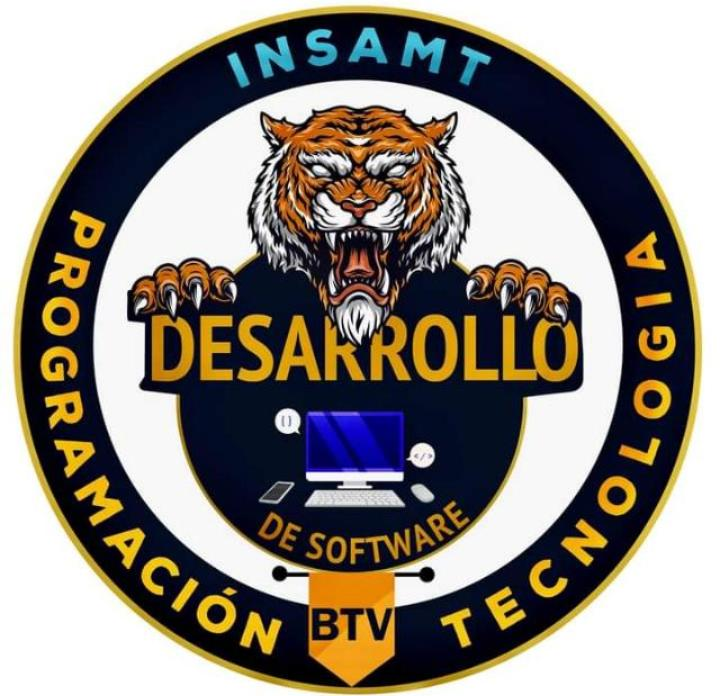 INSAMT
DESARROLLO
[]
</>
DE SOFTWARE
PROGRAMACIÓN
BTV
TECNOLOGIA